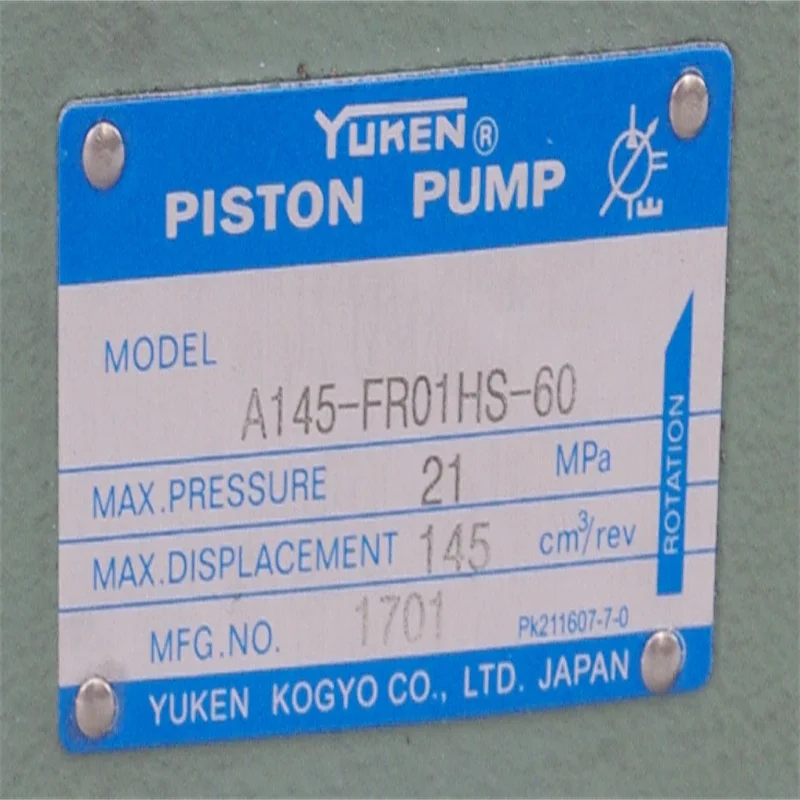 YUKEN®
PISTON PUMP
MODEL
A145-FR01HS-60
MAX.PRESSURE 21 MPa
MAX.DISPLACEMENT 145 cm³/rev
MFG.NO. 1701
Pk211607-7-0
ROTATION
YUKEN KOGYO CO., LTD. JAPAN